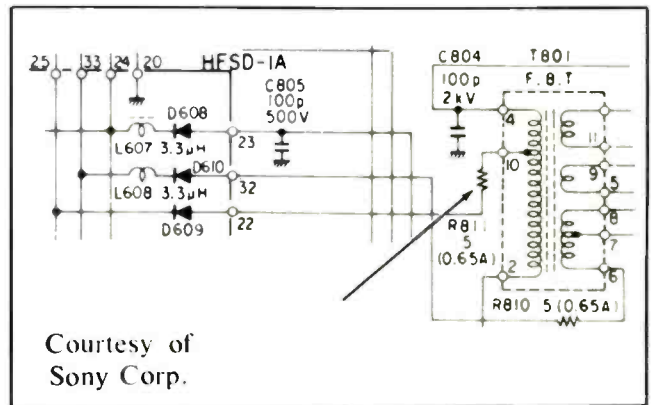 25 33 24 20 HFSD-1A
C805
100p
500V
D608
23
L607 3.3μH
D610
32
L608 3.3μH
22
D609
C804 T801
100p F.B.T
2kV
4
10
11
9
5
8
7
2
6
R811
5
(0.65A)
R810 5 (0.65A)
Courtesy of
Sony Corp.